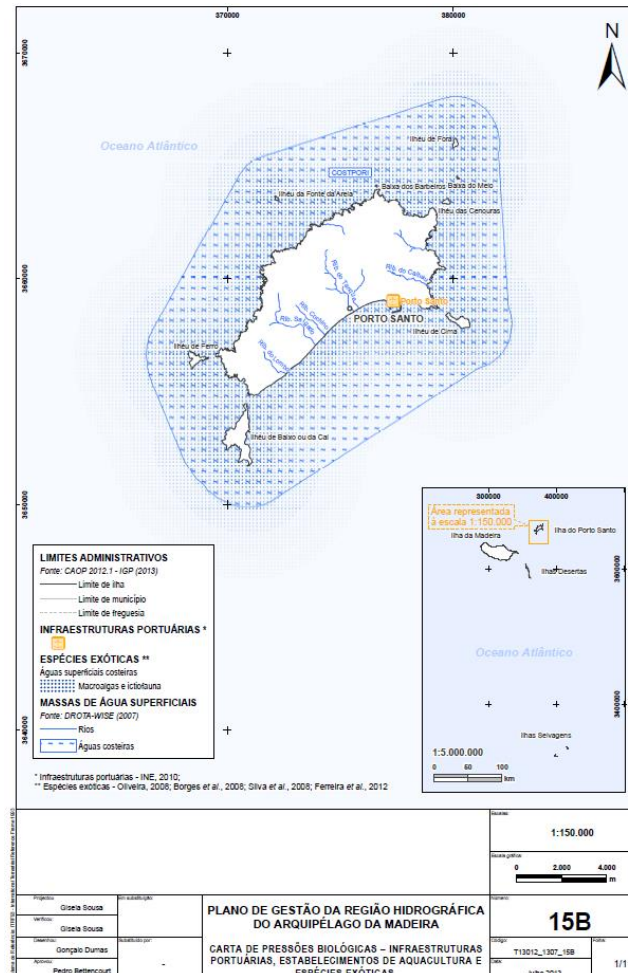 370000
380000
3670000
N
Oceano Atlântico
Ilhéu de Fora
COSTPORI
Baixa dos Barbeiros
Baixa do Meio
Ilhéu da Fonte da Areia
Ilhéu das Cenouras
3660000
Rib. do Calhau
Porto Santo
PORTO SANTO
Ilhéu de Cima
Ilhéu de Ferro
Ilhéu de Baixo ou da Cal
3650000
300000
400000
Área representada
à escala 1:150.000
Ilha do Porto Santo
Ilha da Madeira
3600000
Ilhas Desertas
Oceano Atlântico
3400000
Ilhas Selvagens
1:5.000.000
0 50 100
km
LIMITES ADMINISTRATIVOS
Fonte: CAOP 2012.1 - IGP (2013)
Limite de ilha
Limite de município
Limite de freguesia
INFRAESTRUTURAS PORTUÁRIAS *
ESPÉCIES EXÓTICAS **
Águas superficiais costeiras
Macroalgas e ictiofauna
MASSAS DE ÁGUA SUPERFICIAIS
Fonte: DROTA-WISE (2007)
Rios
Águas costeiras
3640000
* Infraestruturas portuárias - INE, 2010;
** Espécies exóticas - Oliveira, 2008; Borges et al., 2008; Silva et al., 2008; Ferreira et al., 2012
1:150.000
0 2.000 4.000
m
Gisela Sousa
Gisela Sousa
Gonçalo Dumas
Pedro Bettencourt
-
PLANO DE GESTÃO DA REGIÃO HIDROGRÁFICA
DO ARQUIPÉLAGO DA MADEIRA
CARTA DE PRESSÕES BIOLÓGICAS – INFRAESTRUTURAS
PORTUÁRIAS, ESTABELECIMENTOS DE AQUACULTURA E
ESPÉCIES EXÓTICAS
15B
T13012_1307_15B
1/1